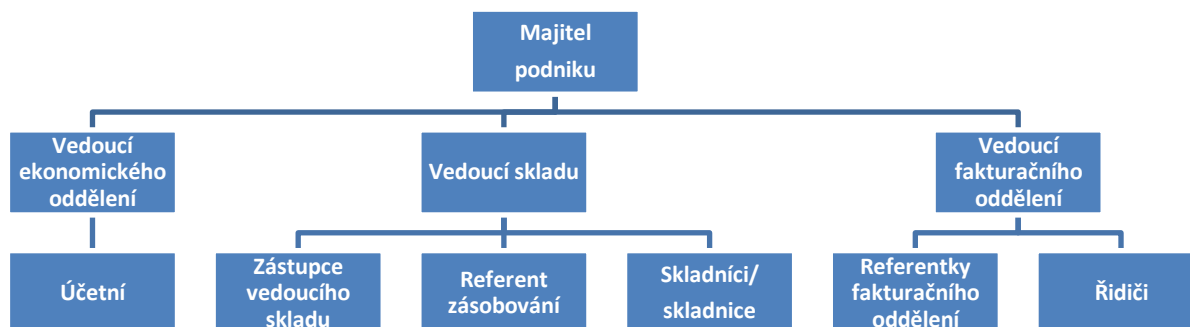 Majitel
podniku
Vedoucí
ekonomického
oddělení
Vedoucí skladu
Vedoucí
fakturačního
oddělení
Účetní
Zástupce
vedoucího
skladu
Referent
zásobování
Skladníci/
skladnice
Referentky
fakturačního
oddělení
Řidiči